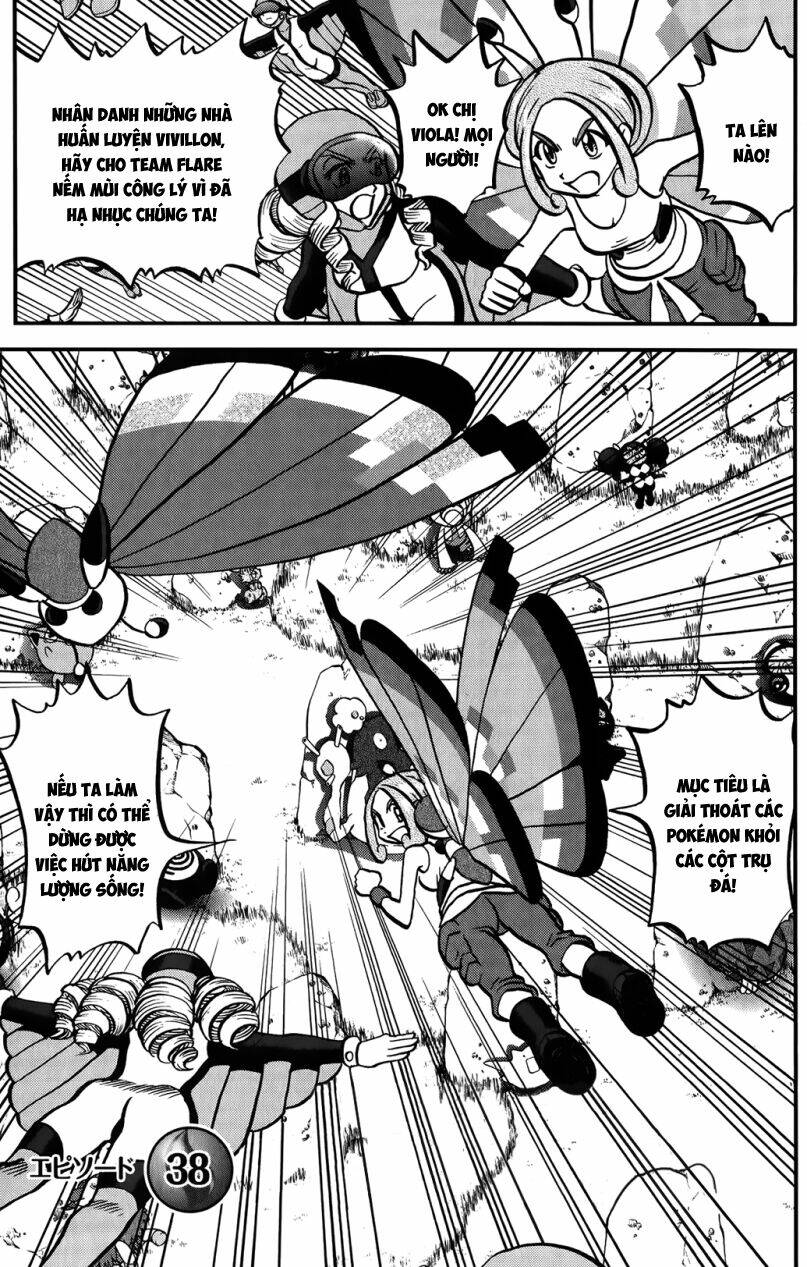 TA LÊN
NÀO!
OK CHỊ
VIOLA! MỌI
NGƯỜI!
NHÂN DANH NHỮNG NHÀ
HUẤN LUYỆN VIVILLON,
HÃY CHO TEAM FLARE
NẾM MÙI CÔNG LÝ VÌ ĐÃ
HẠ NHỤC CHÚNG TA!
MỤC TIÊU LÀ
GIẢI THOÁT CÁC
POKÉMON KHỎI
CÁC CỘT TRỤ
ĐÁ!
NẾU TA LÀM
VẬY THÌ CÓ THỂ
DỪNG ĐƯỢC
VIỆC HÚT NĂNG
LƯỢNG SỐNG!
エピソード 38